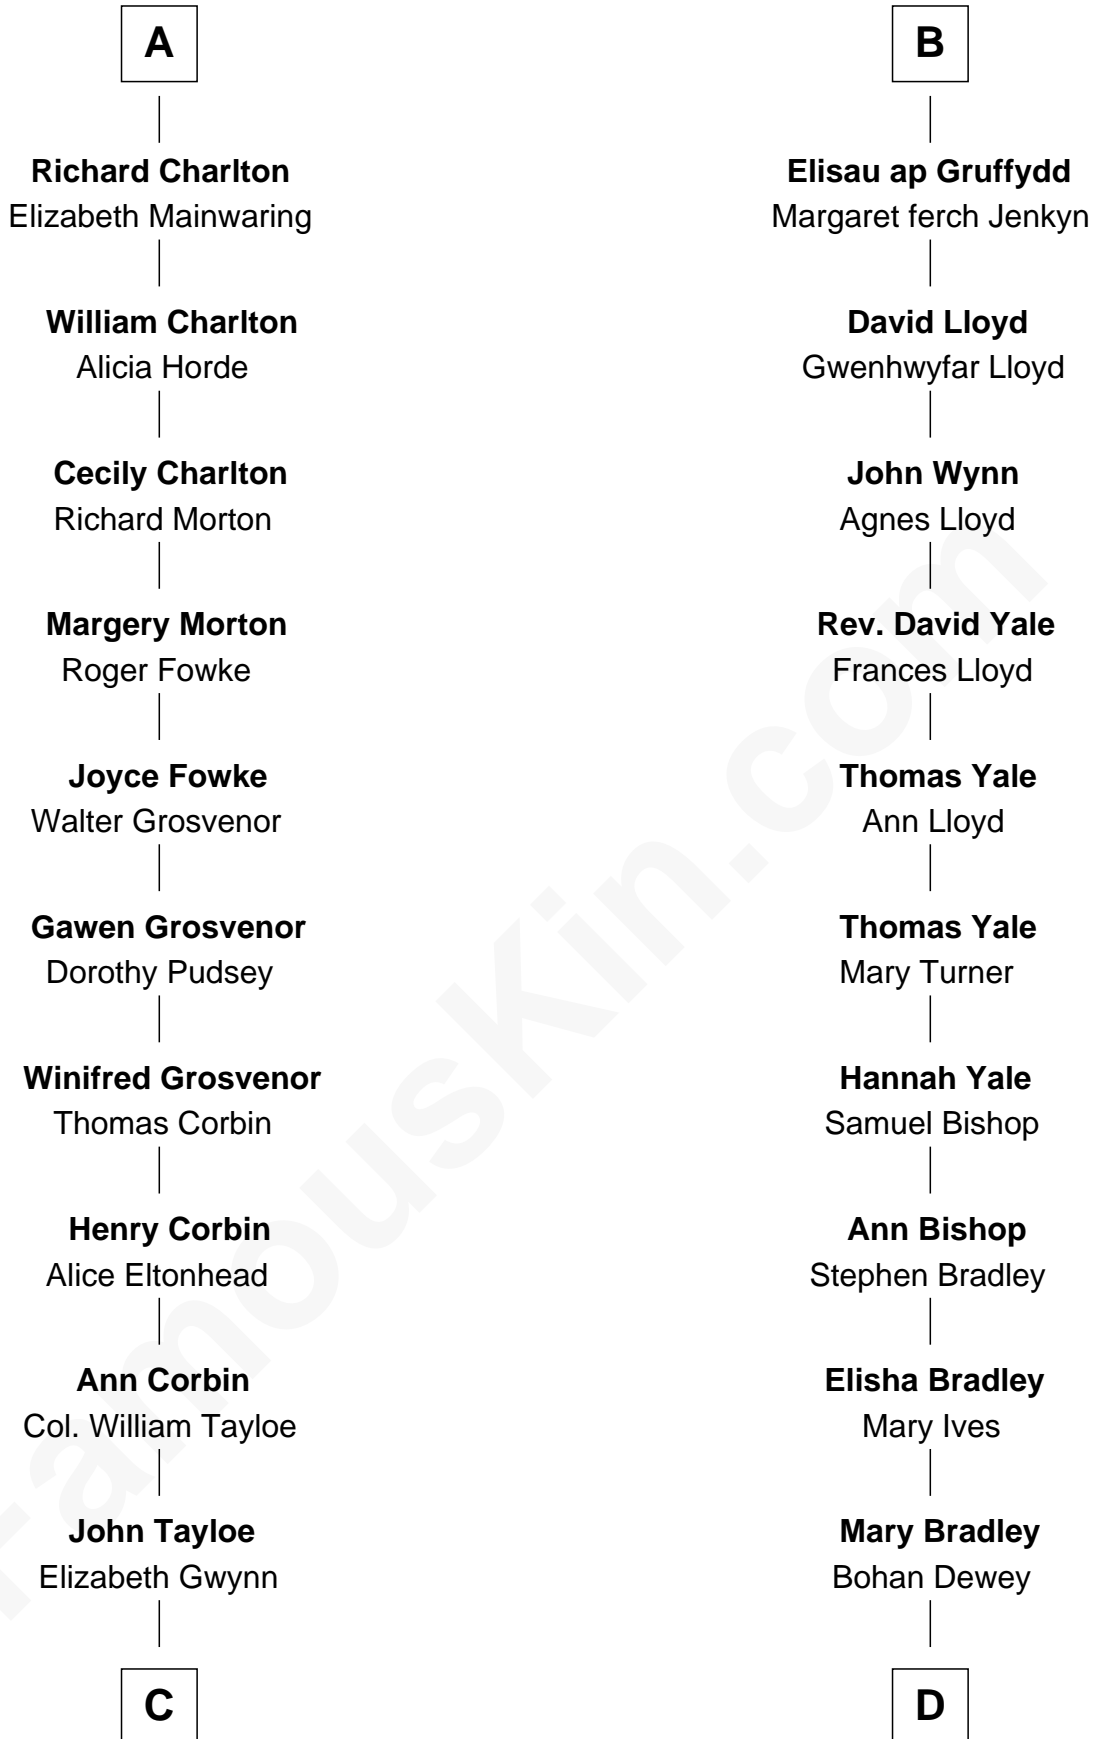 A
Richard Charlton
Elizabeth Mainwaring
William Charlton
Alicia Horde
Cecily Charlton
Richard Morton
Margery Morton
Roger Fowke
Joyce Fowke
Walter Grosvenor
Gawen Grosvenor
Dorothy Pudsey
Winifred Grosvenor
Thomas Corbin
Henry Corbin
Alice Eltonhead
Ann Corbin
Col. William Tayloe
John Tayloe
Elizabeth Gwynn
C
B
Elisau ap Gruffydd
Margaret ferch Jenkyn
David Lloyd
Gwenhwyfar Lloyd
John Wynn
Agnes Lloyd
Rev. David Yale
Frances Lloyd
Thomas Yale
Ann Lloyd
Thomas Yale
Mary Turner
Hannah Yale
Samuel Bishop
Ann Bishop
Stephen Bradley
Elisha Bradley
Mary Ives
Mary Bradley
Bohan Dewey
D
FamousKin.com